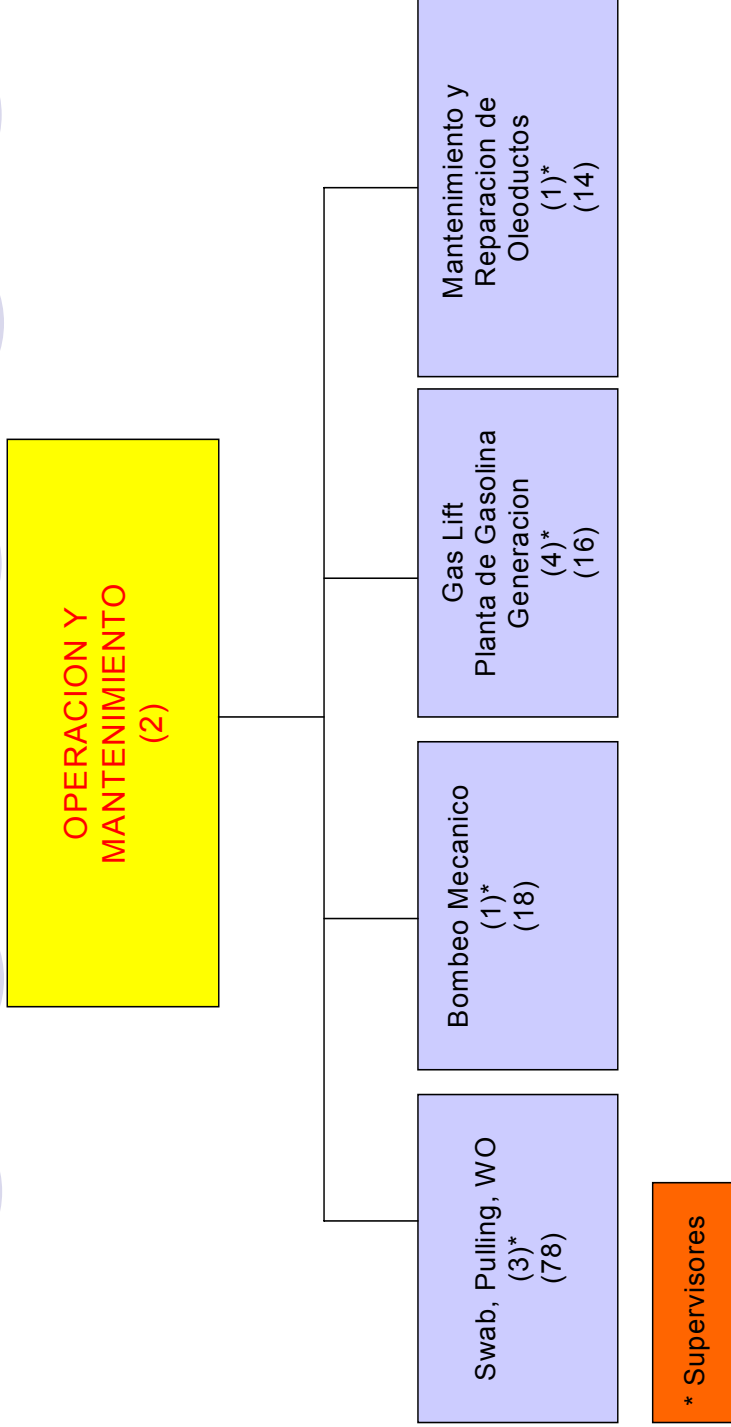 OPERACION Y
MANTENIMIENTO
(2)
Swab, Pulling, WO
(3)*
(78)
Bombeo Mecanico
(1)*
(18)
Gas Lift
Planta de Gasolina
Generacion
(4)*
(16)
Mantenimiento y
Reparacion de
Oleoductos
(1)*
(14)
* Supervisores